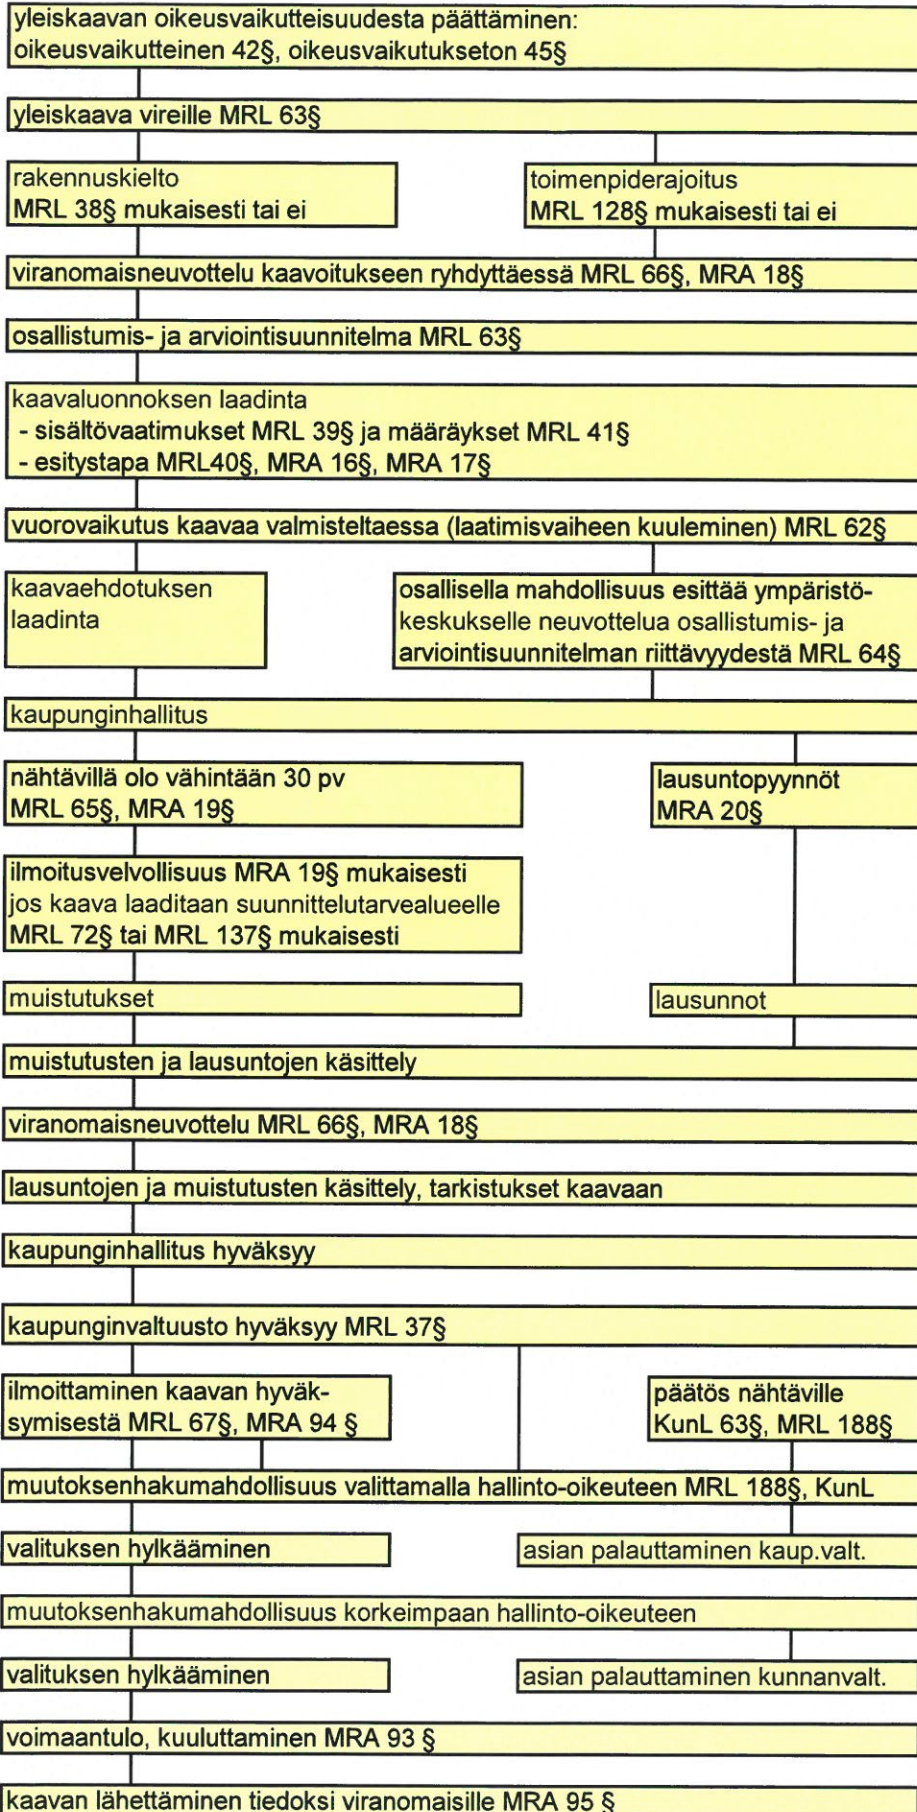 yleiskaavan oikeusvaikutteisuudesta päättäminen:
oikeusvaikutteinen 42§, oikeusvaikutukseton 45§
yleiskaava vireille MRL 63§
rakennuskielto
MRL 38§ mukaisesti tai ei
toimenpiderajoitus
MRL 128§ mukaisesti tai ei
viranomaisneuvottelu kaavoitukseen ryhdyttäessä MRL 66§, MRA 18§
osallistumis- ja arviointisuunnitelma MRL 63§
kaavaluonnoksen laadinta
- sisältövaatimukset MRL 39§ ja määräykset MRL 41§
- esitystapa MRL40§, MRA 16§, MRA 17§
vuorovaikutus kaavaa valmisteltaessa (laatimisvaiheen kuuleminen) MRL 62§
kaavaehdotuksen
laadinta
osallisella mahdollisuus esittää ympäristö-
keskukselle neuvottelua osallistumis- ja
arviointisuunnitelman riittävyydestä MRL 64§
kaupunginhallitus
nähtävillä olo vähintään 30 pv
MRL 65§, MRA 19§
lausuntopyynnöt
MRA 20§
ilmoitusvelvollisuus MRA 19§ mukaisesti
jos kaava laaditaan suunnittelutarvealueelle
MRL 72§ tai MRL 137§ mukaisesti
muistutukset
lausunnot
muistutusten ja lausuntojen käsittely
viranomaisneuvottelu MRL 66§, MRA 18§
lausuntojen ja muistutusten käsittely, tarkistukset kaavaan
kaupunginhallitus hyväksyy
kaupunginvaltuusto hyväksyy MRL 37§
ilmoittaminen kaavan hyväk-
symisestä MRL 67§, MRA 94 §
päätös nähtäville
KunL 63§, MRL 188§
muutoksenhakumahdollisuus valittamalla hallinto-oikeuteen MRL 188§, KunL
valituksen hylkääminen
asian palauttaminen kaup.valt.
muutoksenhakumahdollisuus korkeimpaan hallinto-oikeuteen
valituksen hylkääminen
asian palauttaminen kunnanvalt.
voimaantulo, kuuluttaminen MRA 93 §
kaavan lähettäminen tiedoksi viranomaisille MRA 95 §